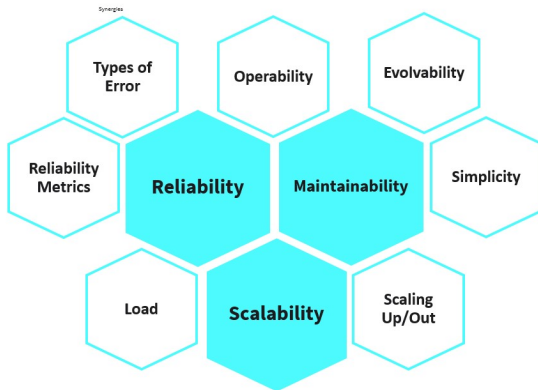 Synergies
Types of
Error
Operability
Evolvability
Reliability
Metrics
Reliability
Maintainability
Simplicity
Load
Scalability
Scaling
Up/Out